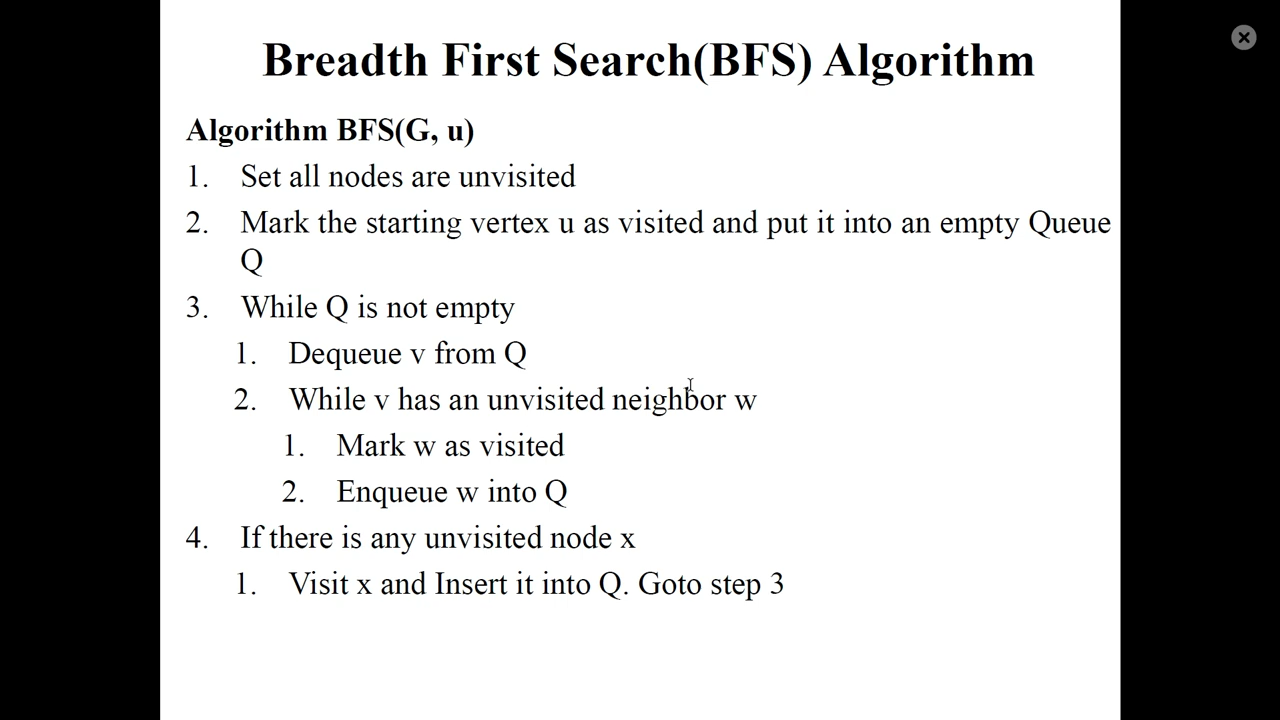 Breadth First Search(BFS) Algorithm
Algorithm BFS(G, u)
1. Set all nodes are unvisited
2. Mark the starting vertex u as visited and put it into an empty Queue
Q
3. While Q is not empty
1. Dequeue v from Q
2. While v has an unvisited neighbor w
1. Mark w as visited
2. Enqueue w into Q
4. If there is any unvisited node x
1. Visit x and Insert it into Q. Goto step 3